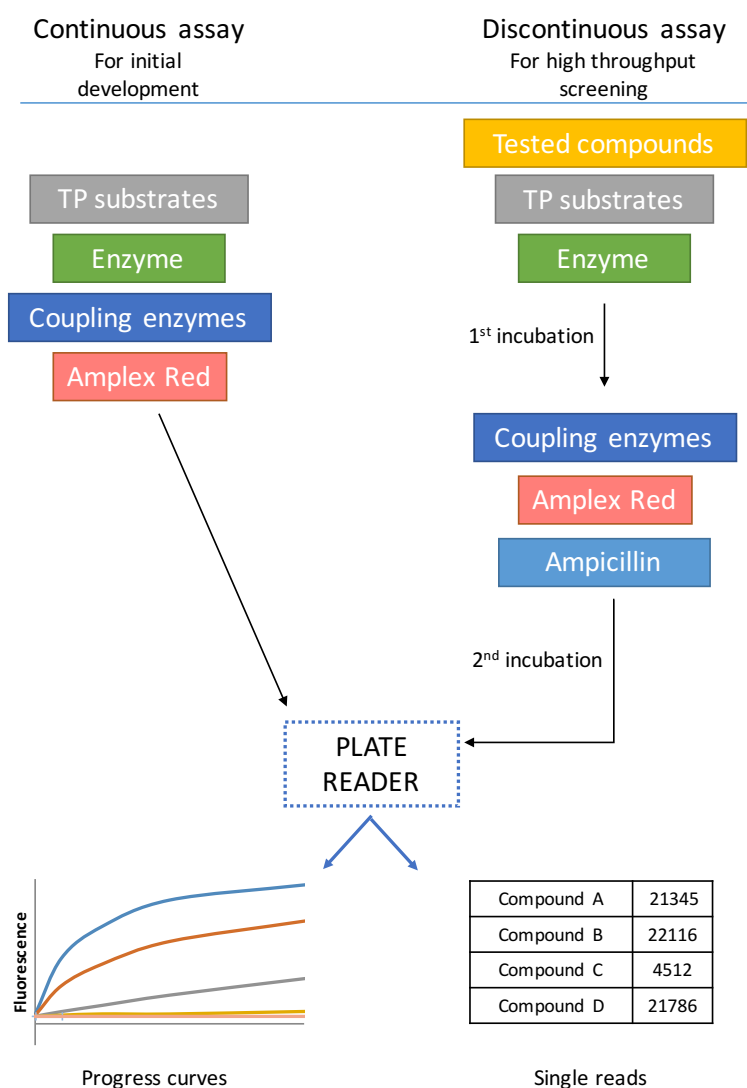 Continuous assay
For initial
development
Discontinuous assay
For high throughput
screening
TP substrates
Enzyme
Coupling enzymes
Amplex Red
Tested compounds
TP substrates
Enzyme
1st incubation
Coupling enzymes
Amplex Red
Ampicillin
2nd incubation
PLATE
READER
Fluorescence
Progress curves
Compound A 21345
Compound B 22116
Compound C 4512
Compound D 21786
Single reads